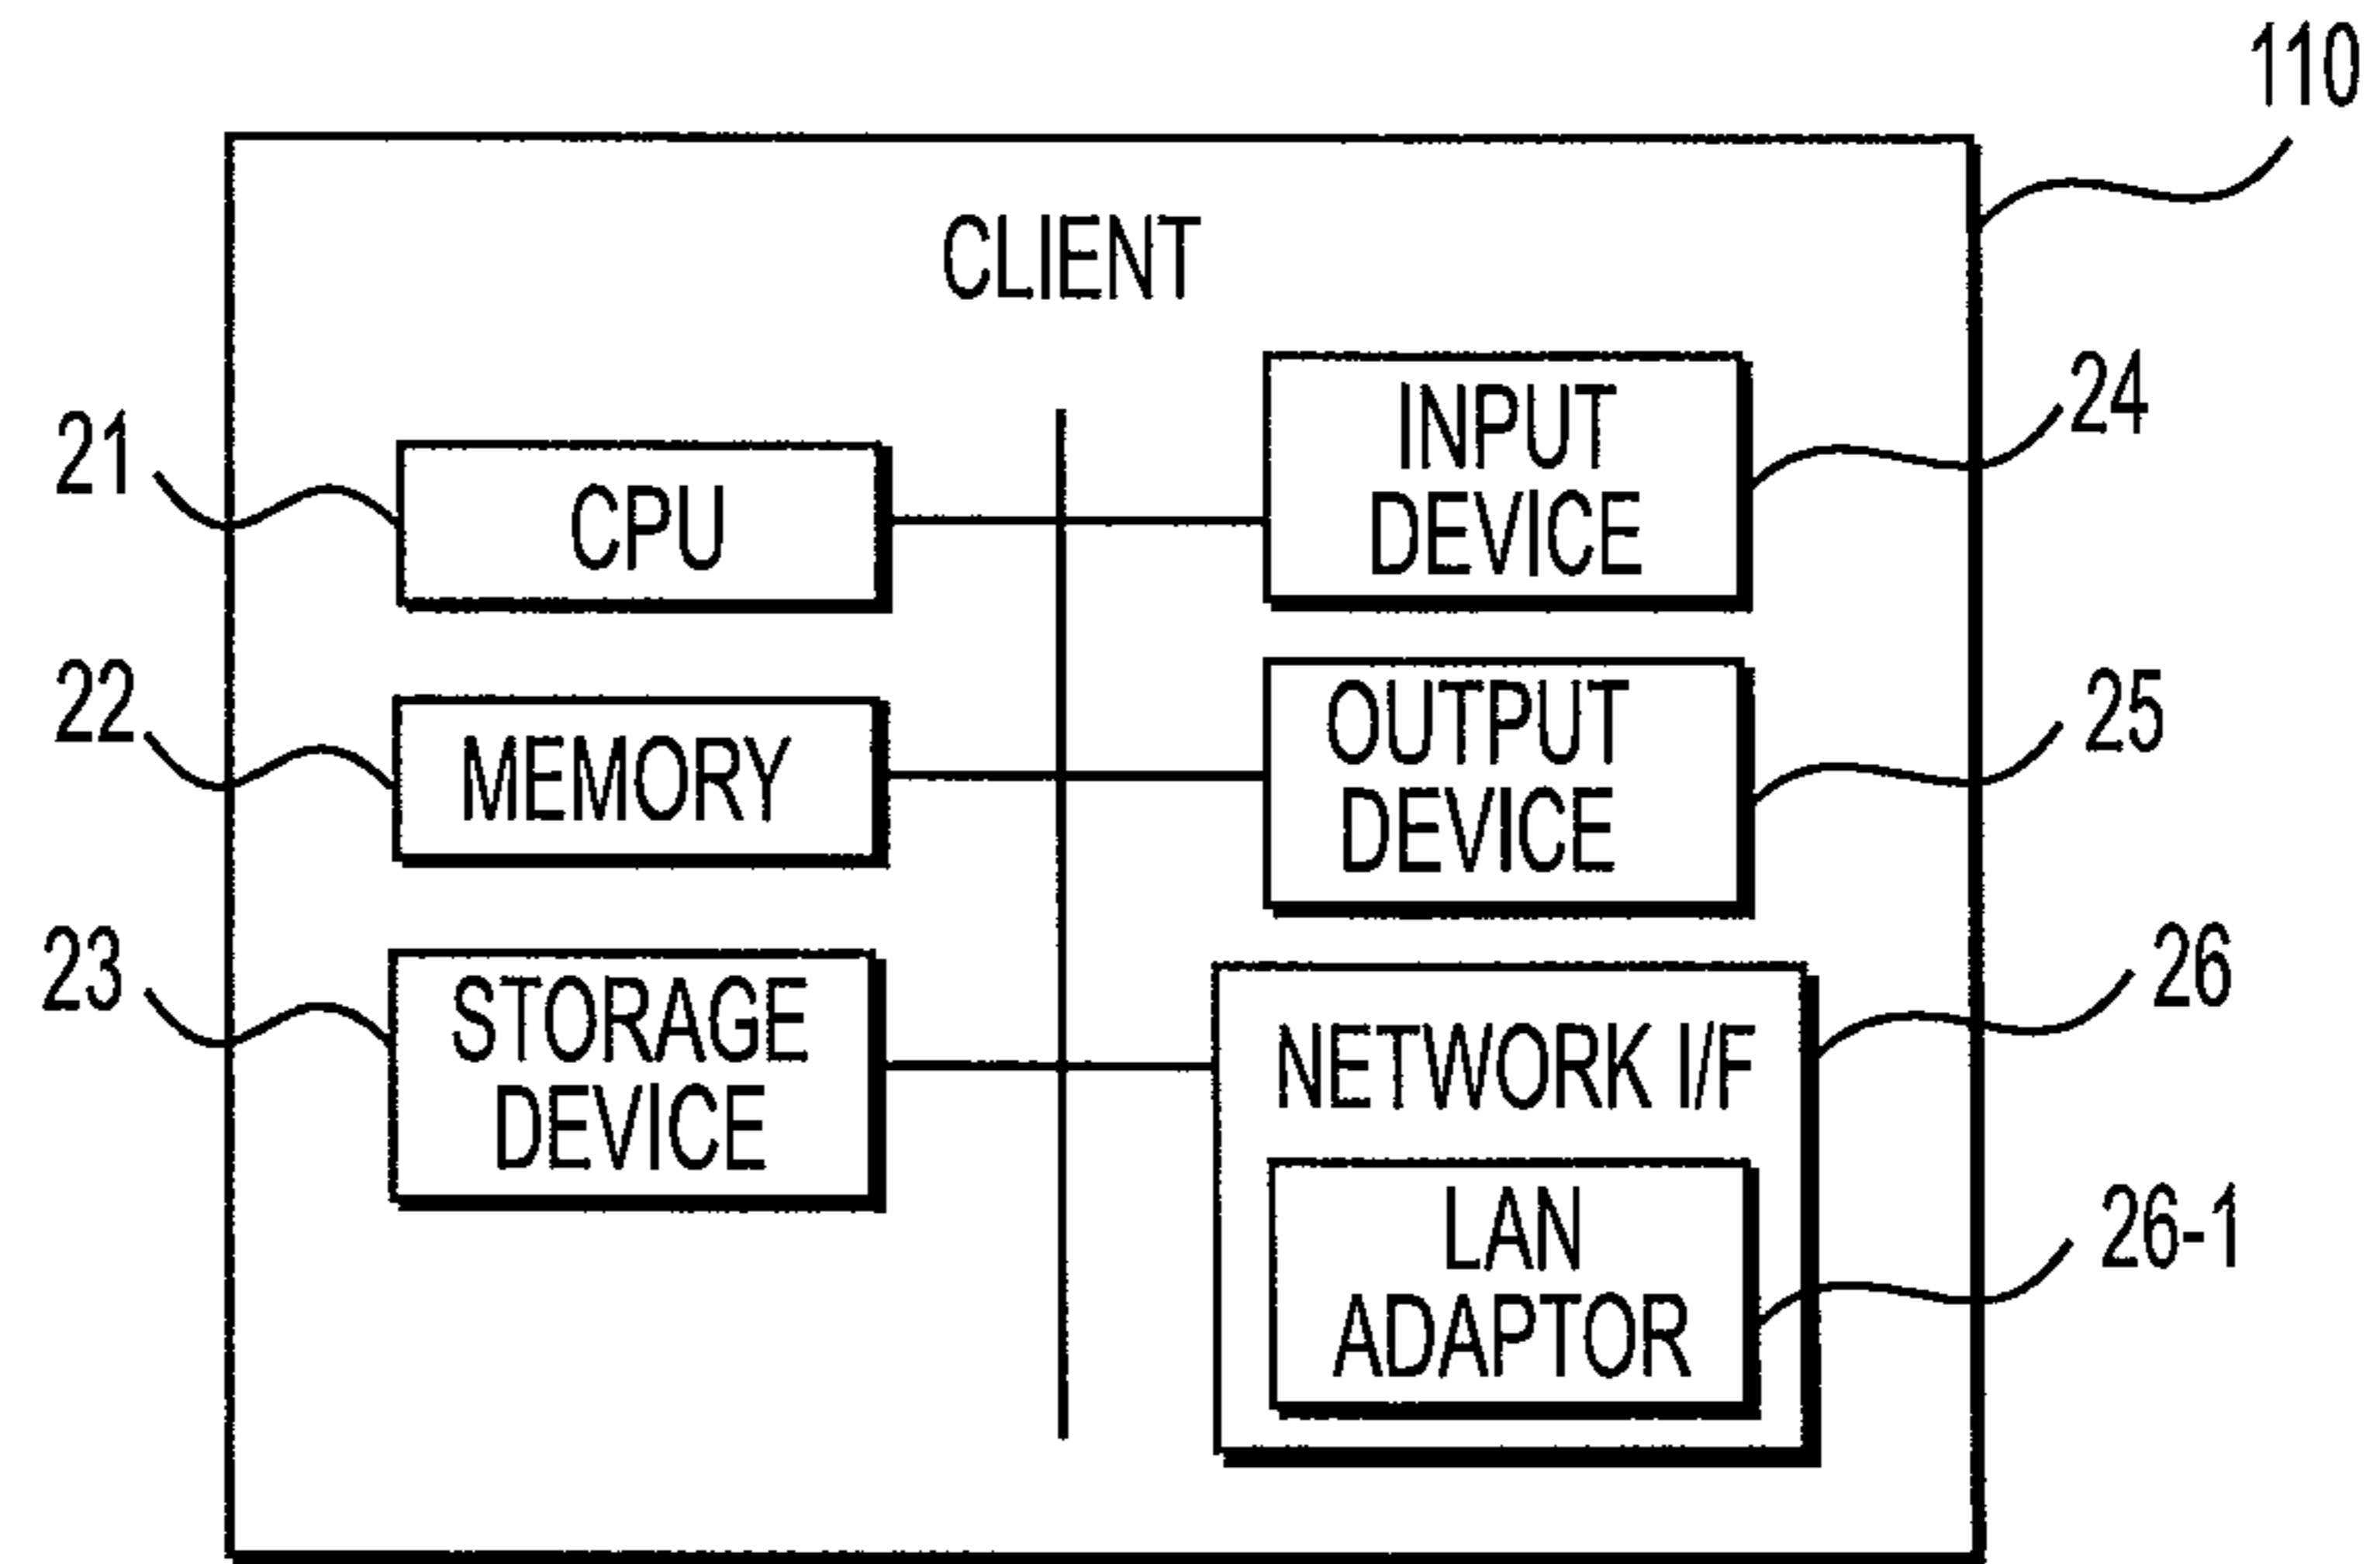 110
CLIENT
21
CPU
INPUT
DEVICE
24
22
MEMORY
OUTPUT
DEVICE
25
23
STORAGE
DEVICE
NETWORK I/F
26
LAN
ADAPTOR
26-1